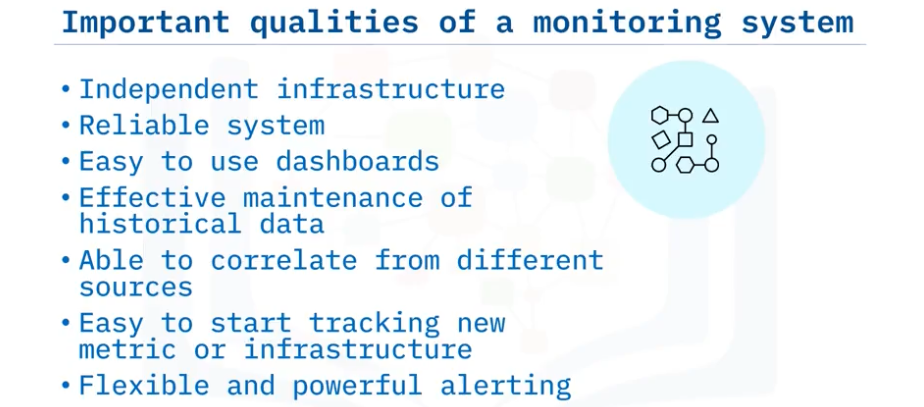 Important qualities of a monitoring system
• Independent infrastructure
• Reliable system
• Easy to use dashboards
• Effective maintenance of
historical data
• Able to correlate from different
sources
• Easy to start tracking new
metric or infrastructure
• Flexible and powerful alerting